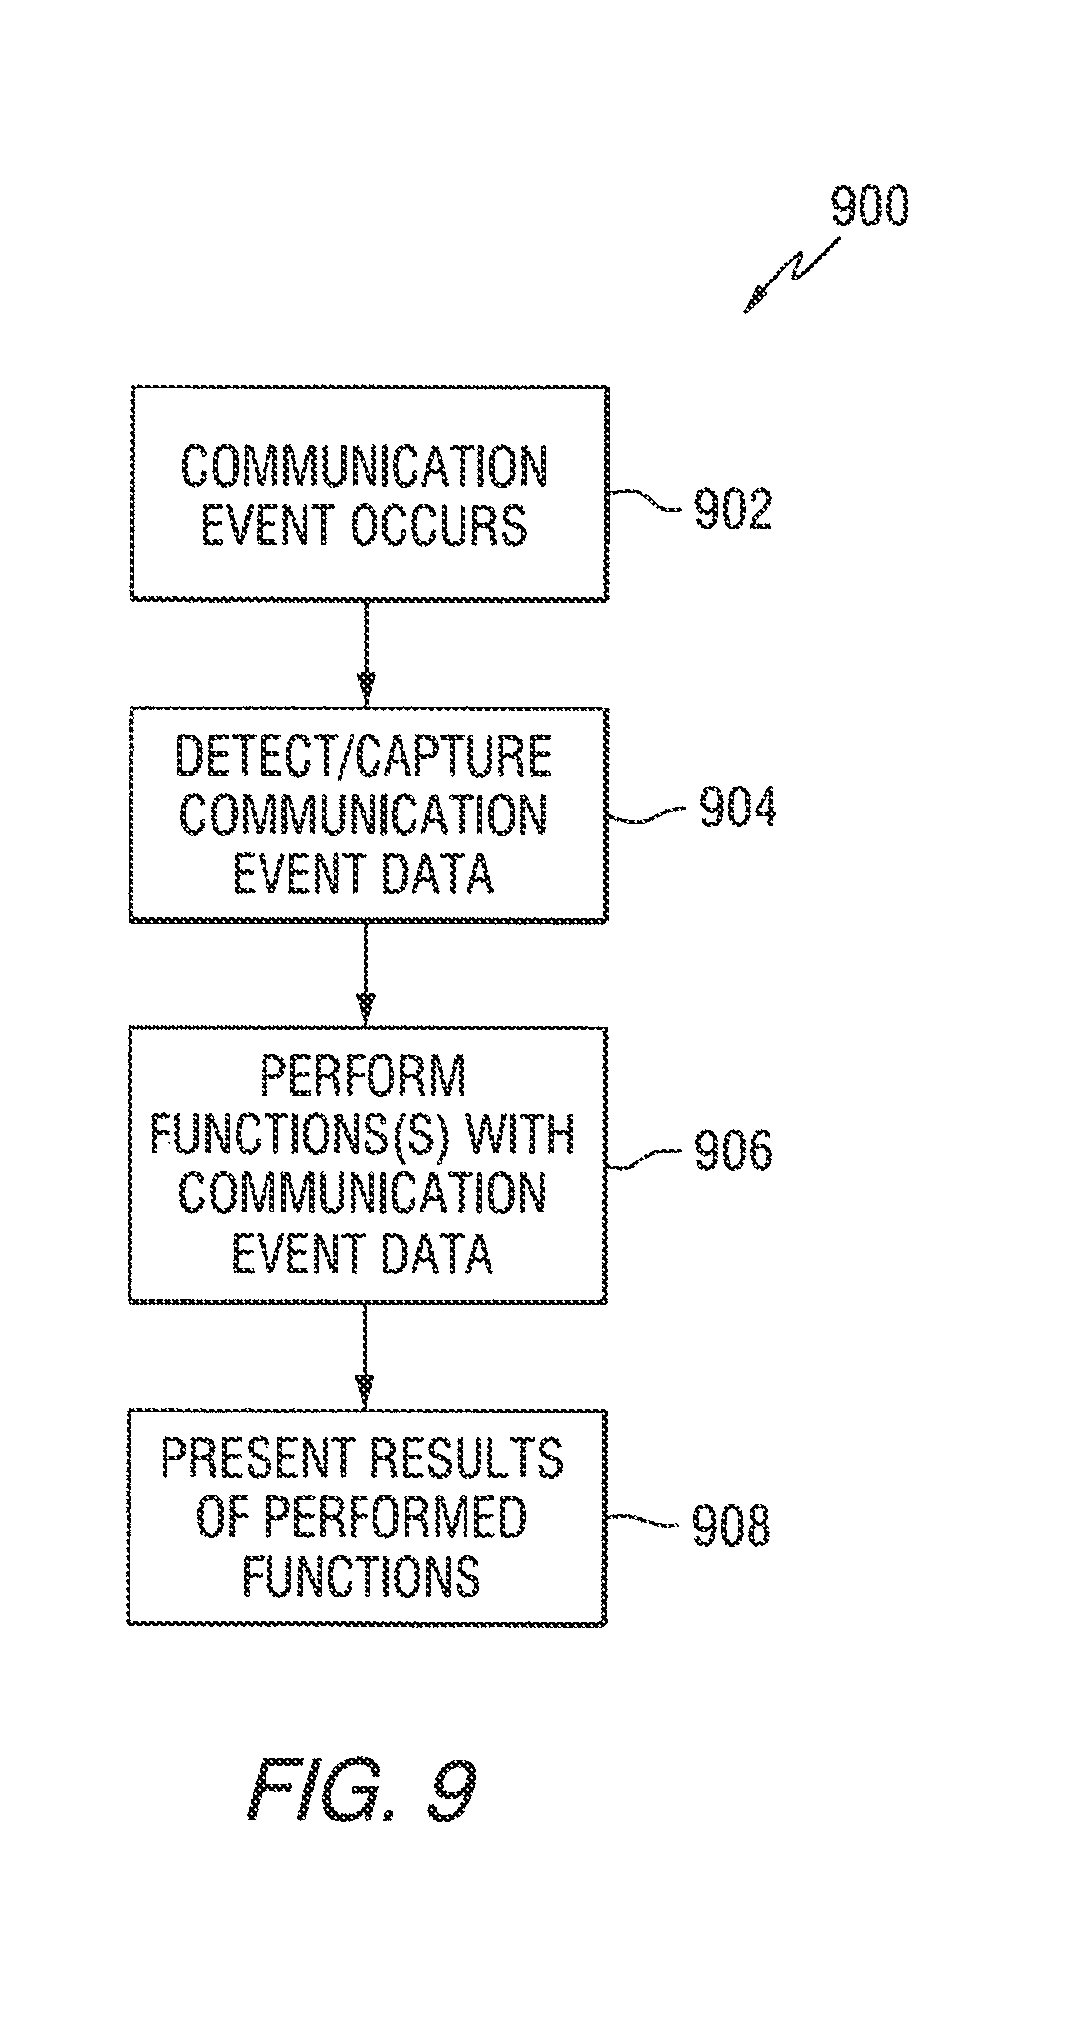 900
COMMUNICATION
EVENT OCCURS
902
DETECT/CAPTURE
COMMUNICATION
EVENT DATA
904
PERFORM
FUNCTIONS(S) WITH
COMMUNICATION
EVENT DATA
906
PRESENT RESULTS
OF PERFORMED
FUNCTIONS
908
FIG. 9